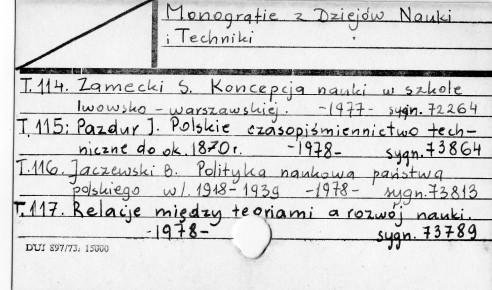 Monografie z Dziejów Nauki
i Techniki
T.114. Zamecki S. Koncepcja nauki w szkole
lwowsko-warszawskiej. -1977- sygn. 72264
T.115: Pazdur J. Polskie czasopiśmiennictwo tech-
niczne do ok. 1870r. -1978- sygn. 73864
T.116. Jaczewski B. Polityka naukowa państwa
polskiego w l. 1918-1939 -1978- sygn. 73813
T.117. Relacje między teoriami a rozwój nauki.
-1978- sygn. 73789
DUJ 897/73. 15000